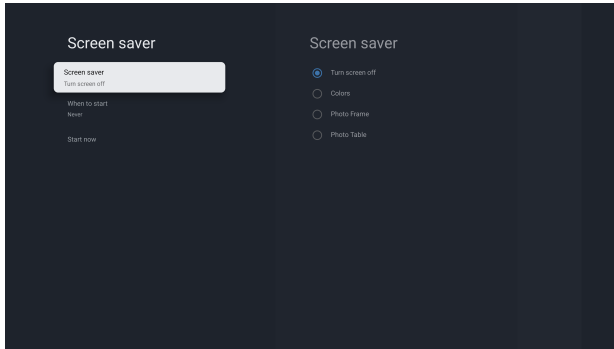 Screen saver
Screen saver
Turn screen off
When to start
Never
Start now
Screen saver
Turn screen off
Colors
Photo Frame
Photo Table